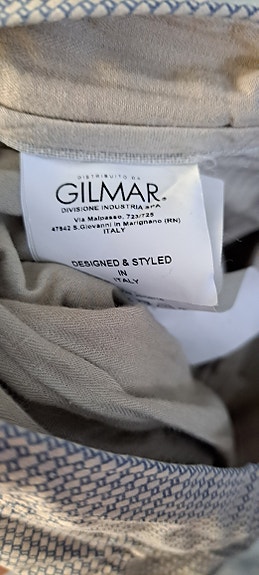 DISTRIBUITO DA
GILMAR®
DIVISIONE INDUSTRIA SPA
Via Malpasso, 723/725
47842 S.Giovanni in Marignano (RN)
ITALY
DESIGNED & STYLED
IN
ITALY